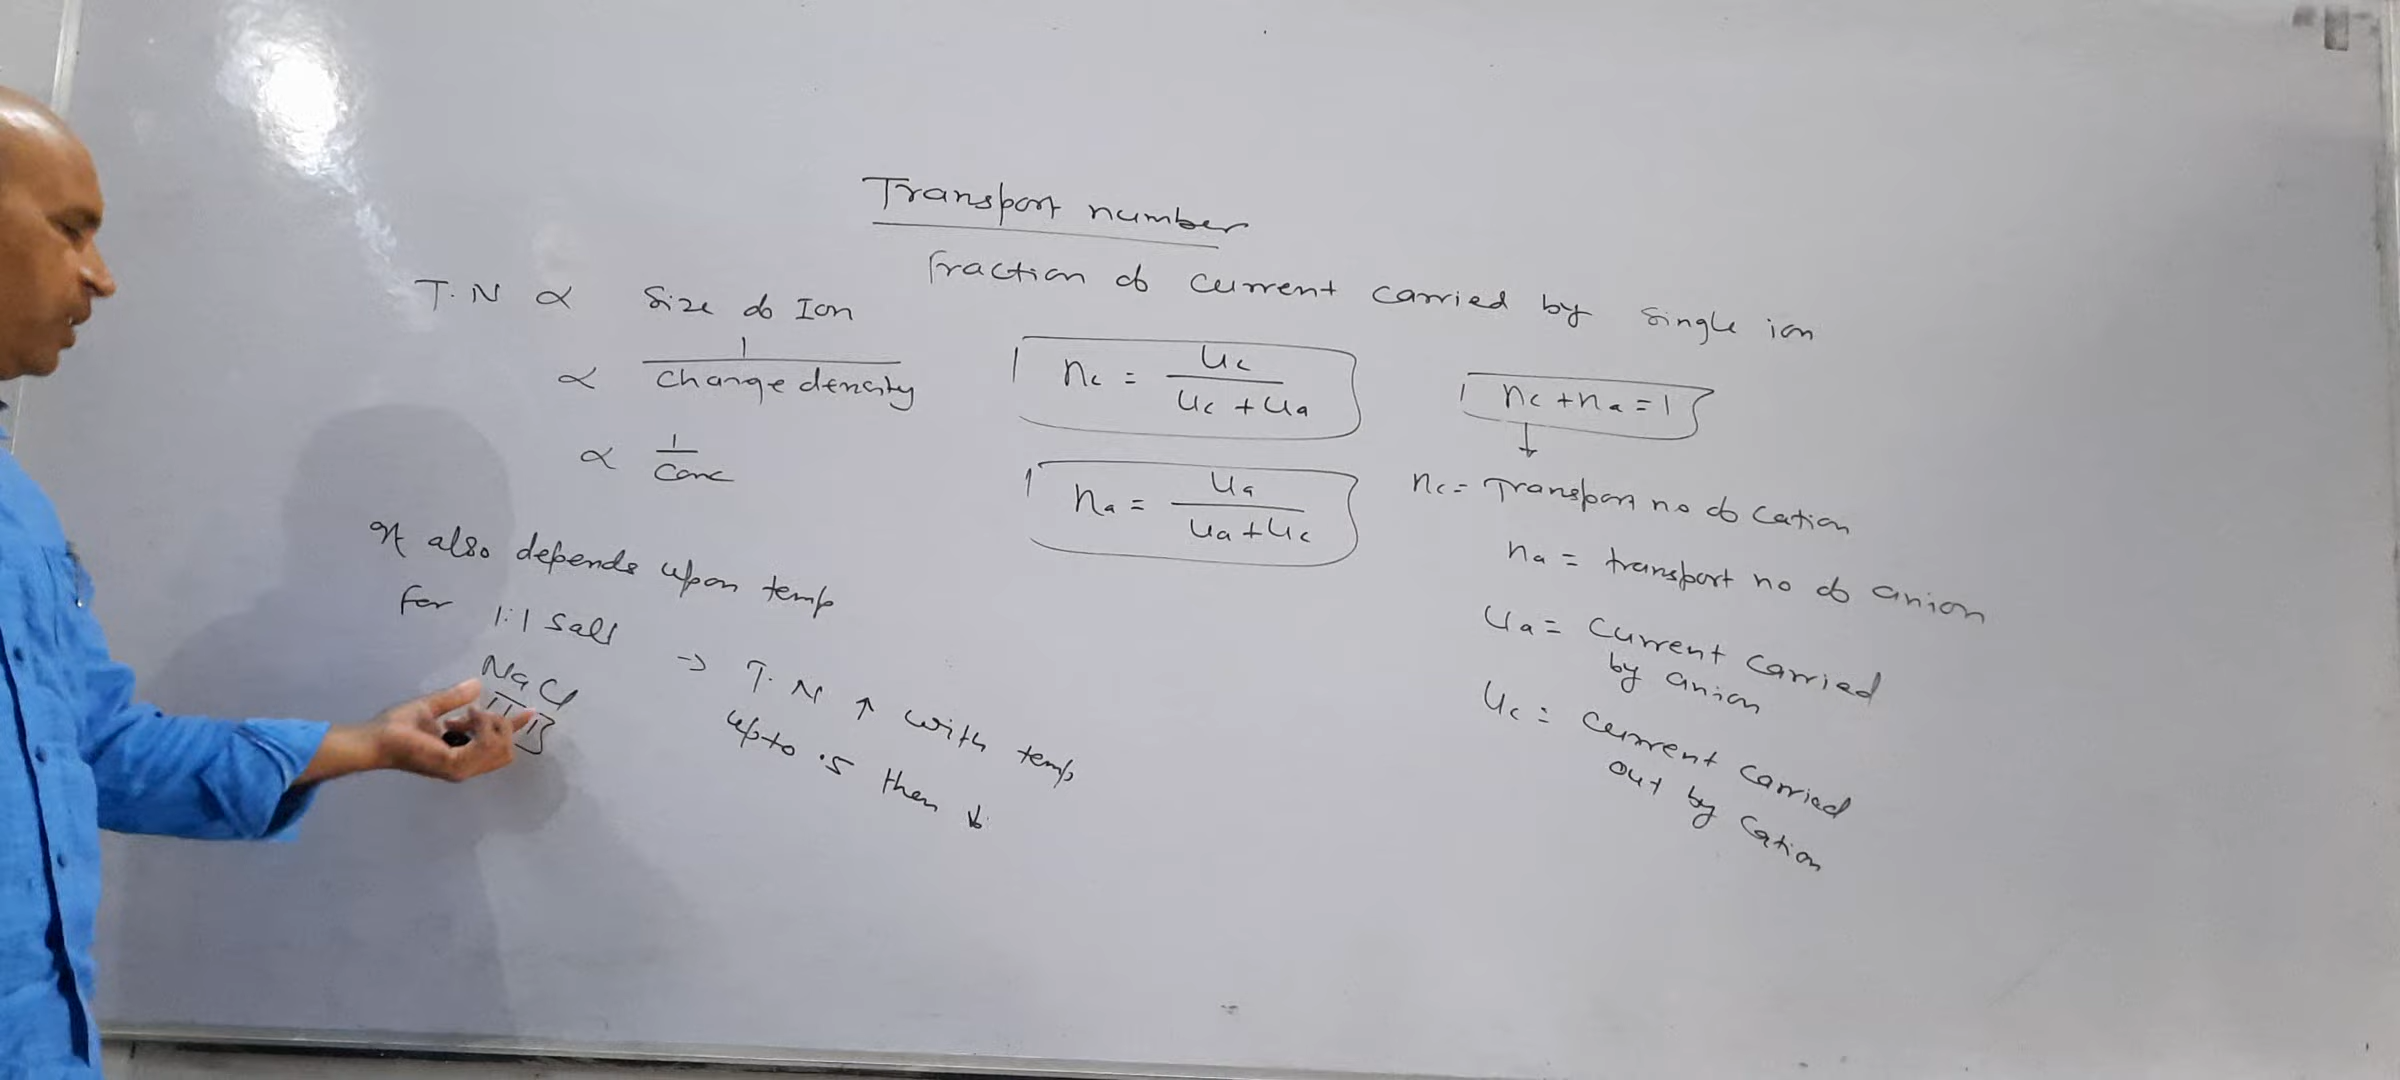 Transport number
fraction of current carried by single ion
T.N ∝ Size of Ion
∝ 1/change density
∝ 1/conc
It also depends upon temp
for 1:1 salt → T.N ↑ with temp
upto .5 then ↓
NaCl
nc = uc/uc + ua
na = ua/ua + uc
nc + na = 1
↓
nc = Transport no of cation
na = transport no of anion
ua = current carried
by anion
uc = current carried
out by cation